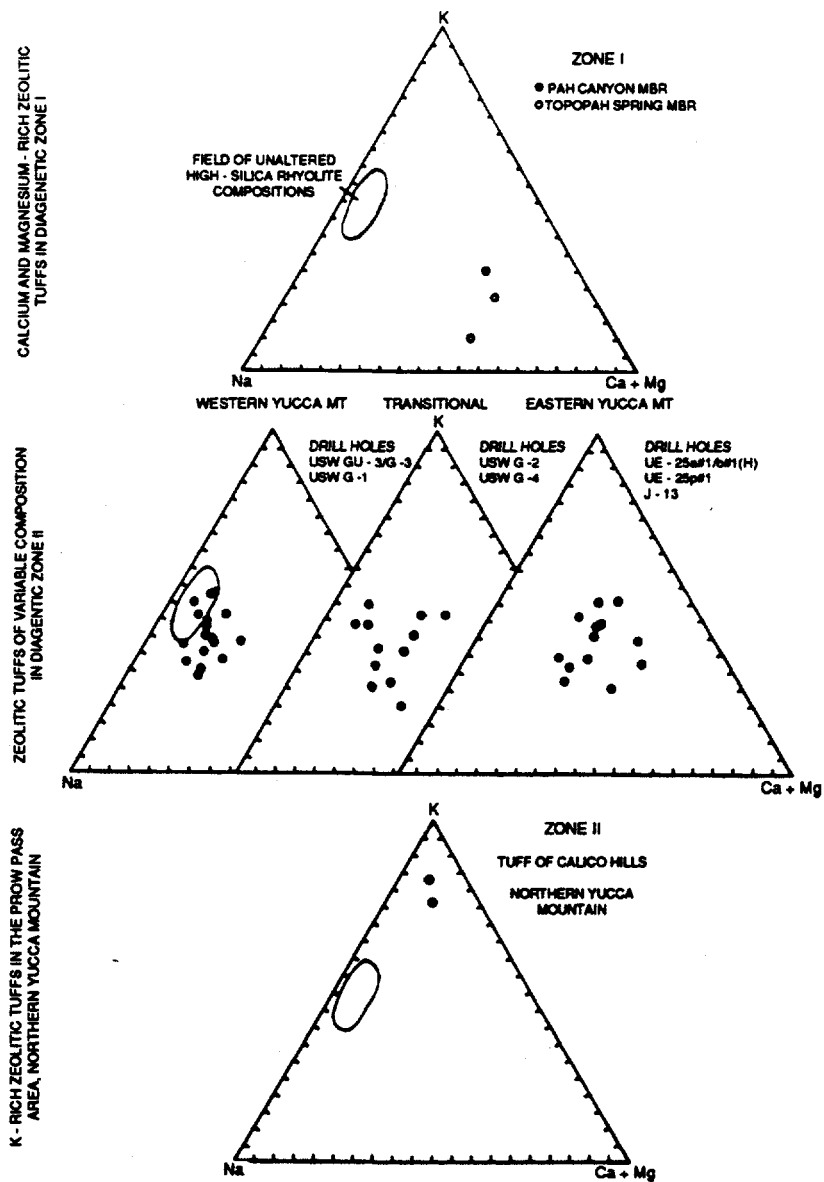 CALCIUM AND MAGNESIUM - RICH ZEOLITIC
TUFFS IN DIAGENETIC ZONE I
K
ZONE I
PAH CANYON MBR
TOPOPAH SPRING MBR
FIELD OF UNALTERED
HIGH - SILICA RHYOLITE
COMPOSITIONS
Na
Ca + Mg
ZEOLITIC TUFFS OF VARIABLE COMPOSITION
IN DIAGENTIC ZONE II
WESTERN YUCCA MT
TRANSITIONAL
EASTERN YUCCA MT
K
DRILL HOLES
USW GU - 3/G -3
USW G -1
DRILL HOLES
USW G -2
USW G -4
DRILL HOLES
UE - 25a#1/b#1(H)
UE - 25p#1
J - 13
Na
Ca + Mg
K - RICH ZEOLITIC TUFFS IN THE PROW PASS
AREA, NORTHERN YUCCA MOUNTAIN
K
ZONE II
TUFF OF CALICO HILLS
NORTHERN YUCCA
MOUNTAIN
Na
Ca + Mg